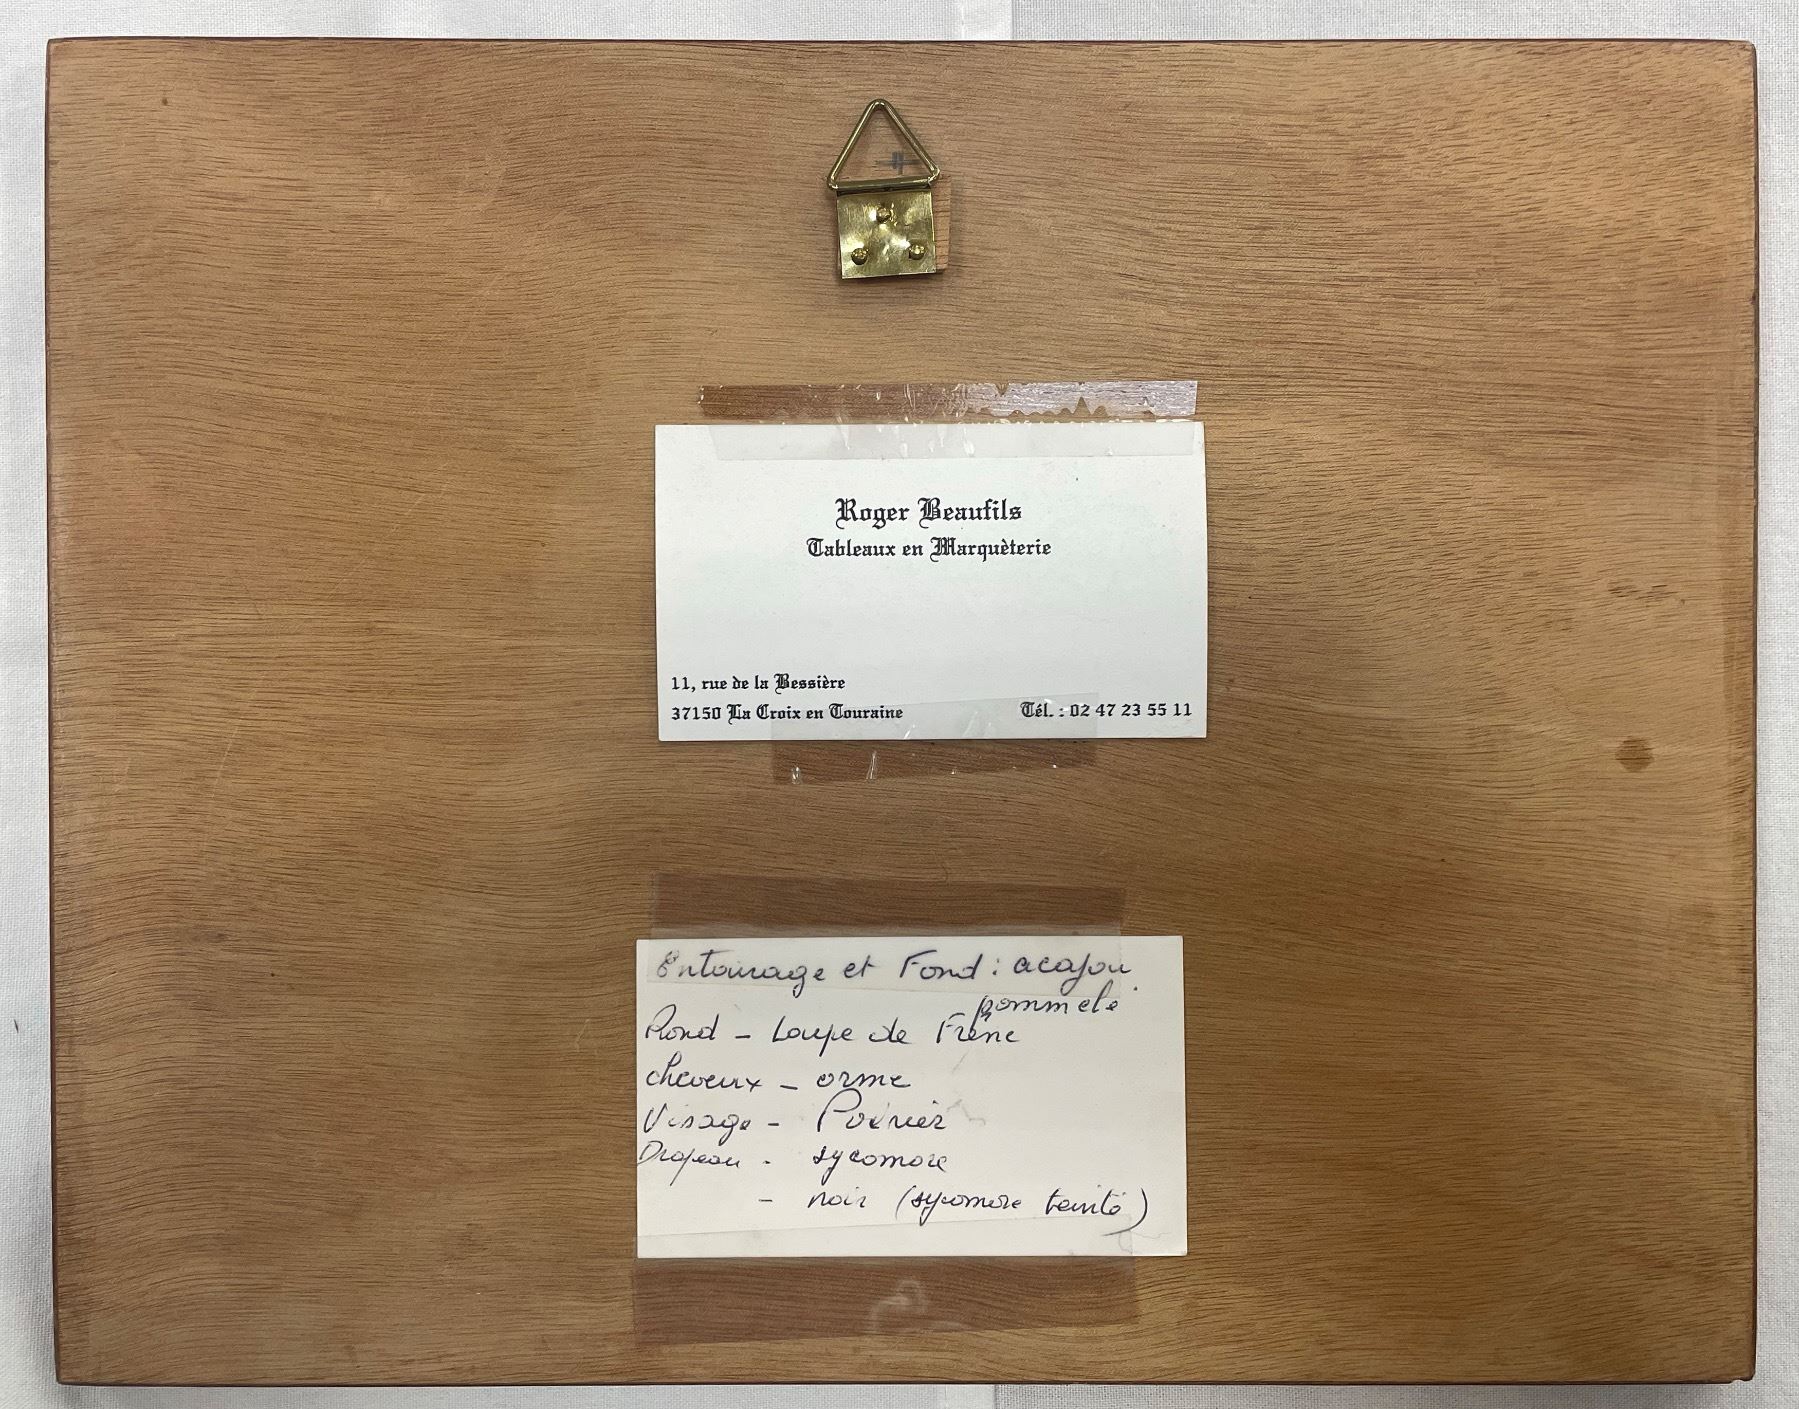 Roger Beaufils
Tableaux en Marquèterie
11, rue de la Bessière
37150 La Croix en Touraine
Tél. : 02 47 23 55 11
Entourage et Fond : acajou
pommelé
Rond - Loupe de Frêne
cheveux - orme
Visage - Poirier
Drapeau - sycomore
- noir (sycomore teinté)